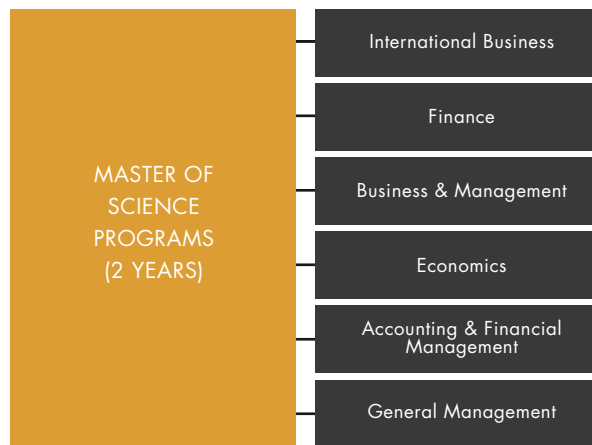 MASTER OF
SCIENCE
PROGRAMS
(2 YEARS)
International Business
Finance
Business & Management
Economics
Accounting & Financial
Management
General Management